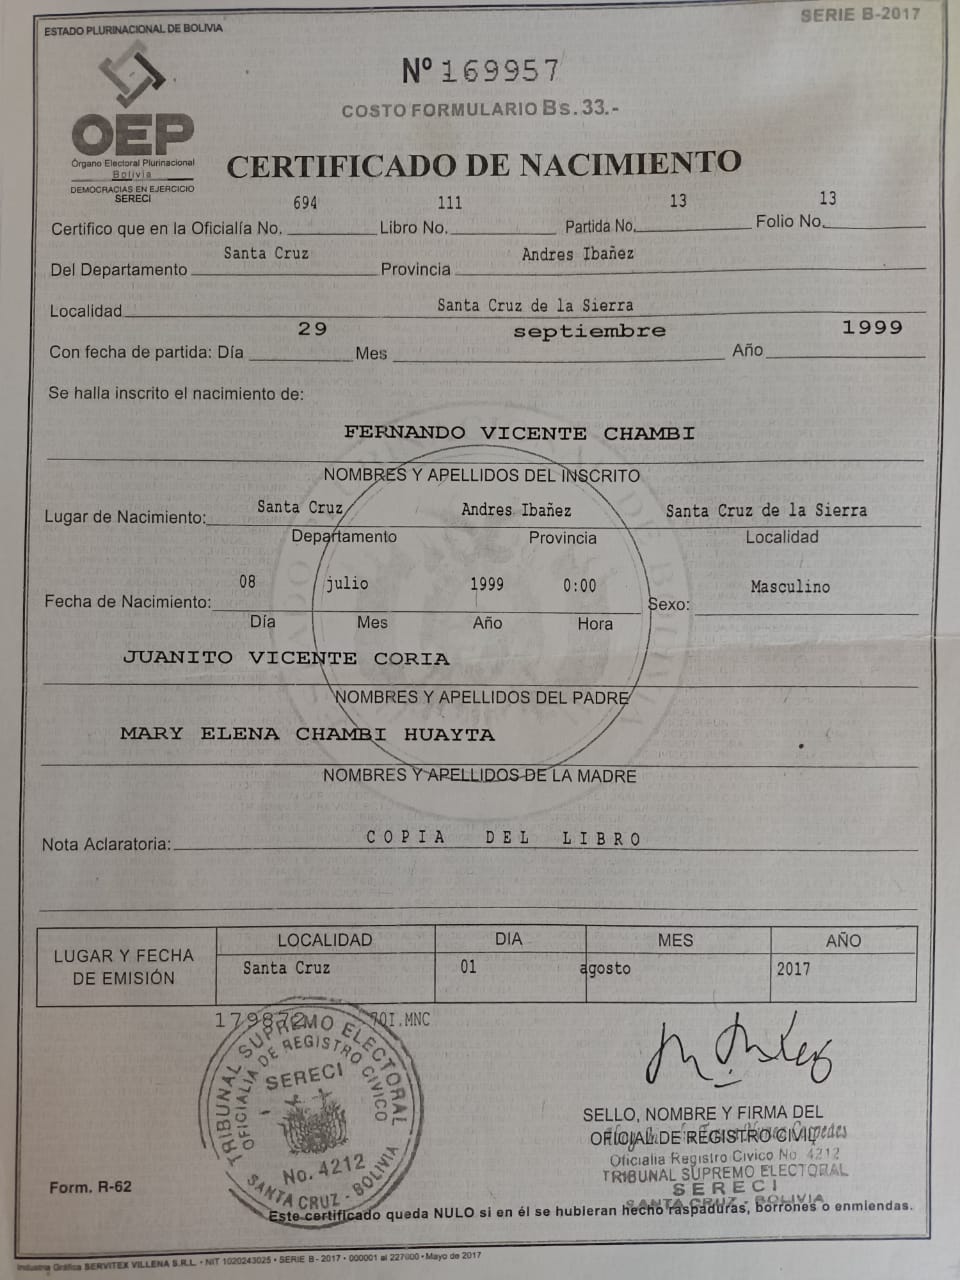 ESTADO PLURINACIONAL DE BOLIVIA
SERIE B-2017
Nº 169957
COSTO FORMULARIO Bs. 33.-
OEP
Órgano Electoral Plurinacional
Bolivia
DEMOCRACIAS EN EJERCICIO
SERECI
CERTIFICADO DE NACIMIENTO
Certifico que en la Oficialía No. 694 Libro No. 111 Partida No. 13 Folio No. 13
Del Departamento Santa Cruz Provincia Andres Ibañez
Localidad Santa Cruz de la Sierra
Con fecha de partida: Día 29 Mes septiembre Año 1999
Se halla inscrito el nacimiento de:
FERNANDO VICENTE CHAMBI
NOMBRES Y APELLIDOS DEL INSCRITO
Lugar de Nacimiento: Santa Cruz Andres Ibañez Santa Cruz de la Sierra
Departamento Provincia Localidad
Fecha de Nacimiento: 08 julio 1999 0:00 Sexo: Masculino
Día Mes Año Hora
JUANITO VICENTE CORIA
NOMBRES Y APELLIDOS DEL PADRE
MARY ELENA CHAMBI HUAYTA
NOMBRES Y APELLIDOS DE LA MADRE
Nota Aclaratoria: COPIA DEL LIBRO
LUGAR Y FECHA DE EMISIÓN
LOCALIDAD DIA MES AÑO
Santa Cruz 01 agosto 2017
179872 70I.MNC
TRIBUNAL SUPREMO ELECTORAL
OFICIALIA DE REGISTRO CIVICO
SERECI
No. 4212
SANTA CRUZ - BOLIVIA
SELLO, NOMBRE Y FIRMA DEL
OFICIAL DE REGISTRO CIVIL
Oficialia Registro Civico No. 4212
TRIBUNAL SUPREMO ELECTORAL
SERECI
SANTA CRUZ - BOLIVIA
Form. R-62
Este certificado queda NULO si en él se hubieran hecho raspaduras, borrones o enmiendas.
Industria Gráfica SERVITEX VILLENA S.R.L. • NIT 1020243025 • SERIE B - 2017 • 000001 al 227000 • Mayo de 2017